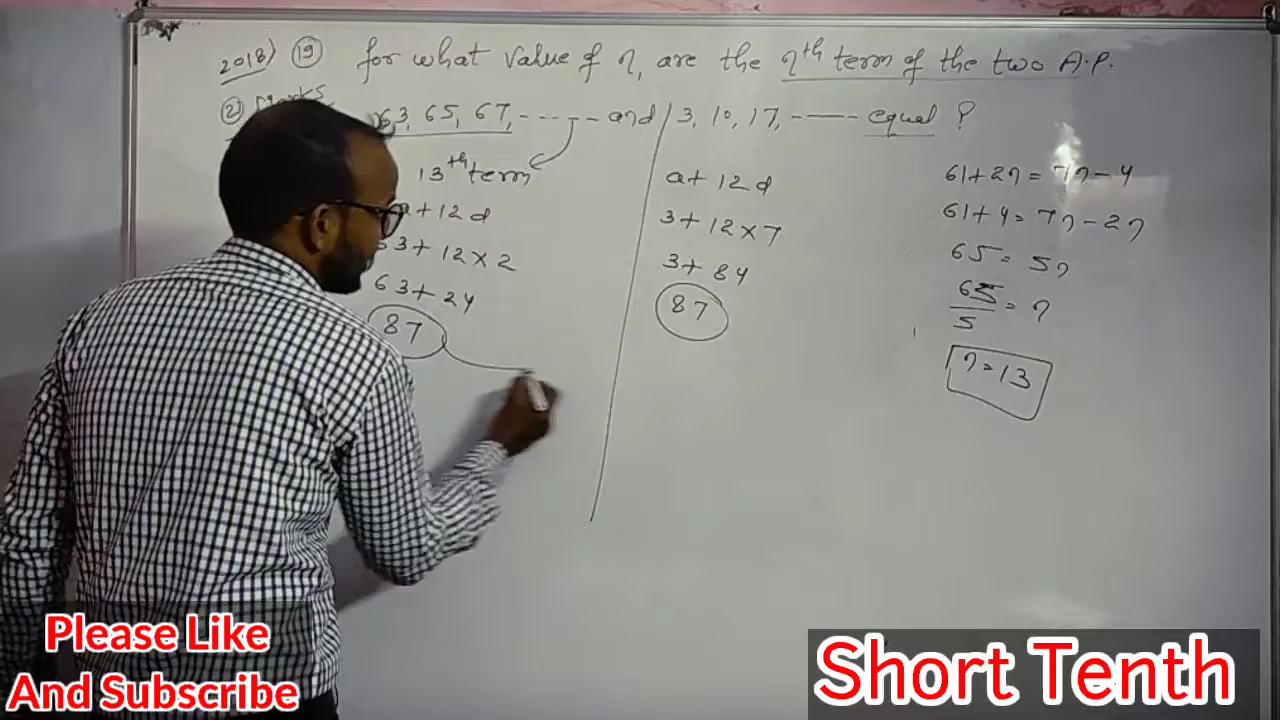 2018) 19 for what value of n, are the nth term of the two A.P.
2 Marks 63, 65, 67, ----- and 3, 10, 17, ---- equal ?
13th term
a + 12d
63 + 12 × 2
63 + 24
87
a + 12d
3 + 12 × 7
3 + 84
87
61 + 2n = 7n - 4
61 + 4 = 7n - 2n
65 = 5n
65/5 = n
n = 13
Please Like
And Subscribe
Short Tenth